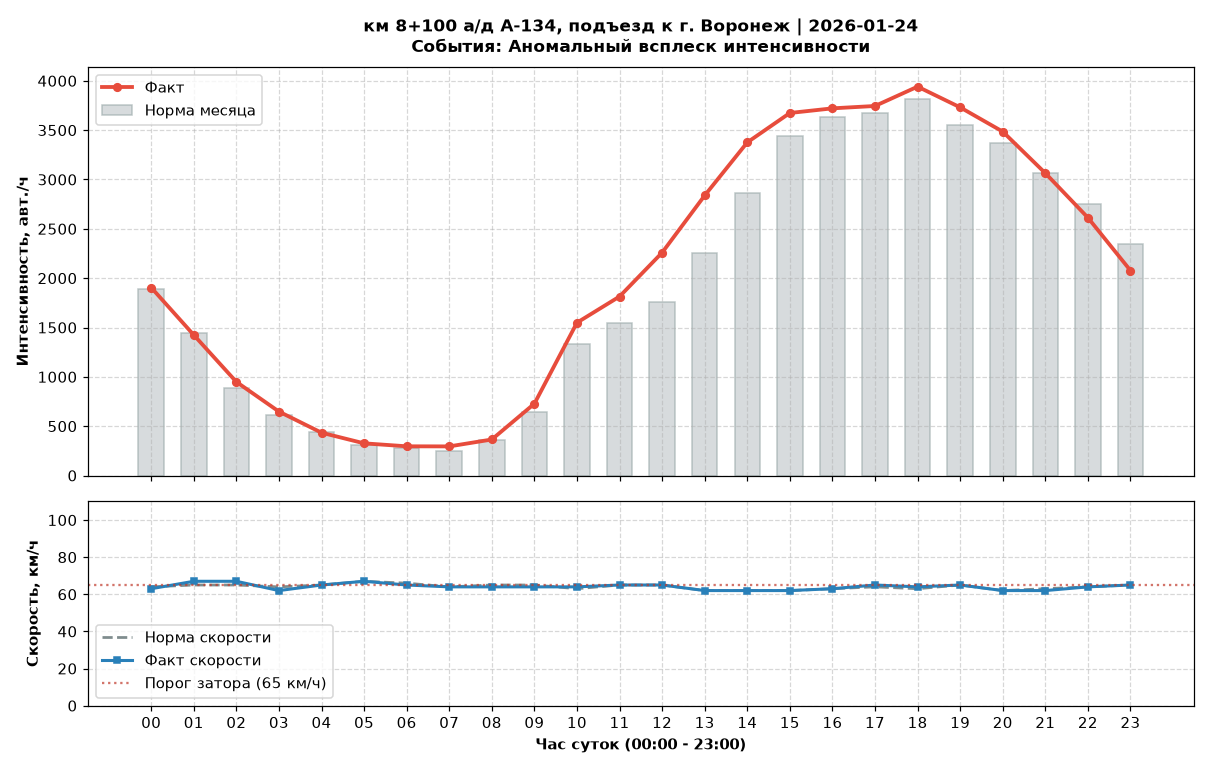 км 8+100 а/д А-134, подъезд к г. Воронеж | 2026-01-24
События: Аномальный всплеск интенсивности
Интенсивность, авт./ч
4000
3500
3000
2500
2000
1500
1000
500
0
Факт
Норма месяца
Скорость, км/ч
100
80
60
40
20
0
Норма скорости
Факт скорости
Порог затора (65 км/ч)
00 01 02 03 04 05 06 07 08 09 10 11 12 13 14 15 16 17 18 19 20 21 22 23
Час суток (00:00 - 23:00)